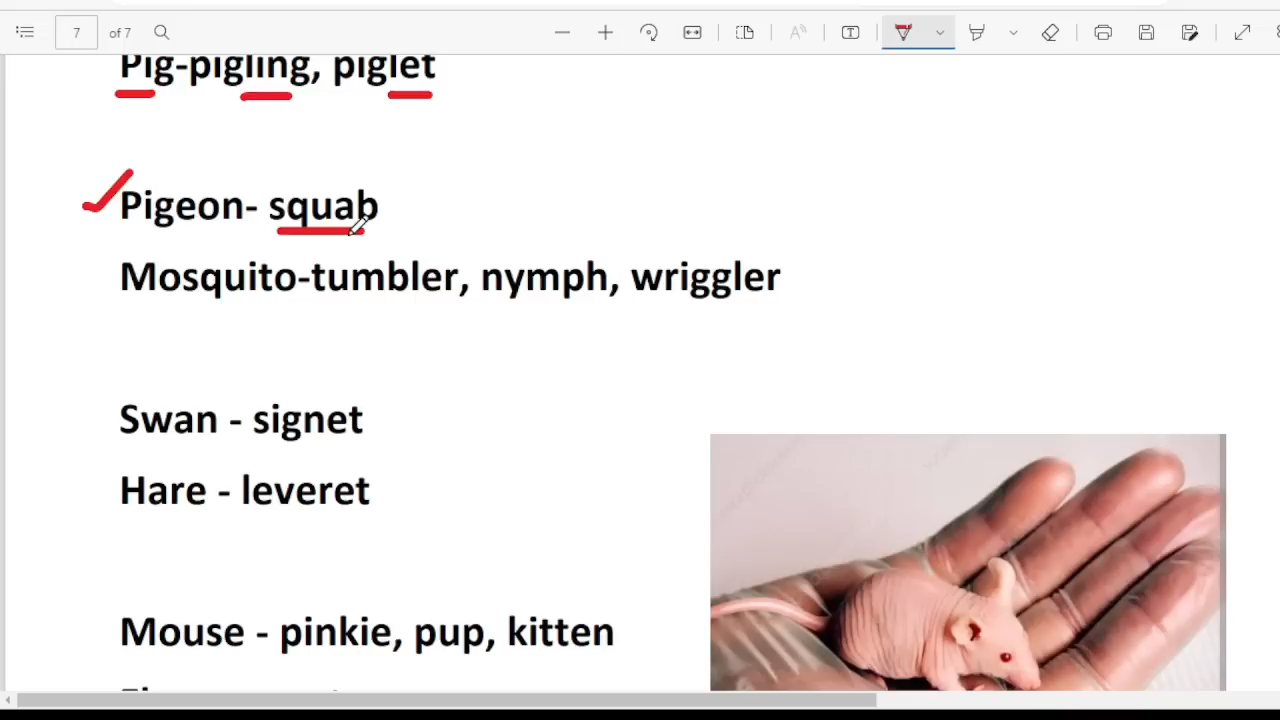 7 of 7
Pig-pigling, piglet
Pigeon- squab
Mosquito-tumbler, nymph, wriggler
Swan - signet
Hare - leveret
Mouse - pinkie, pup, kitten